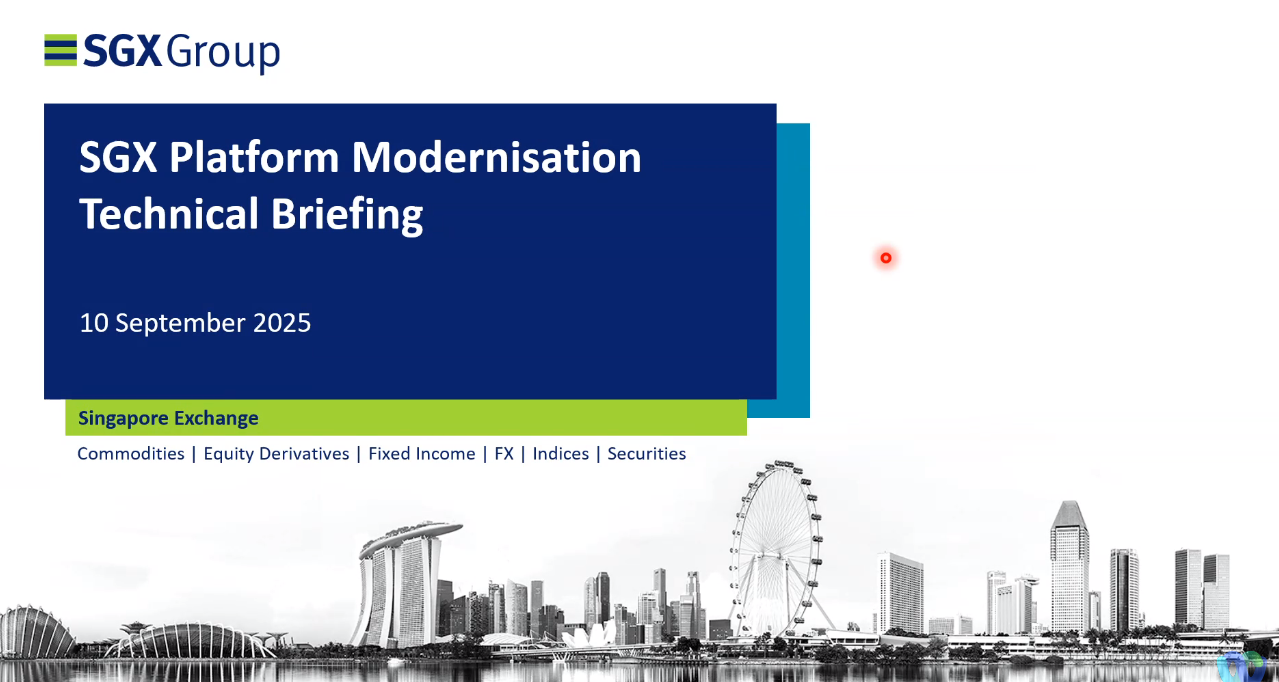 SGX Group
SGX Platform Modernisation
Technical Briefing
10 September 2025
Singapore Exchange
Commodities | Equity Derivatives | Fixed Income | FX | Indices | Securities